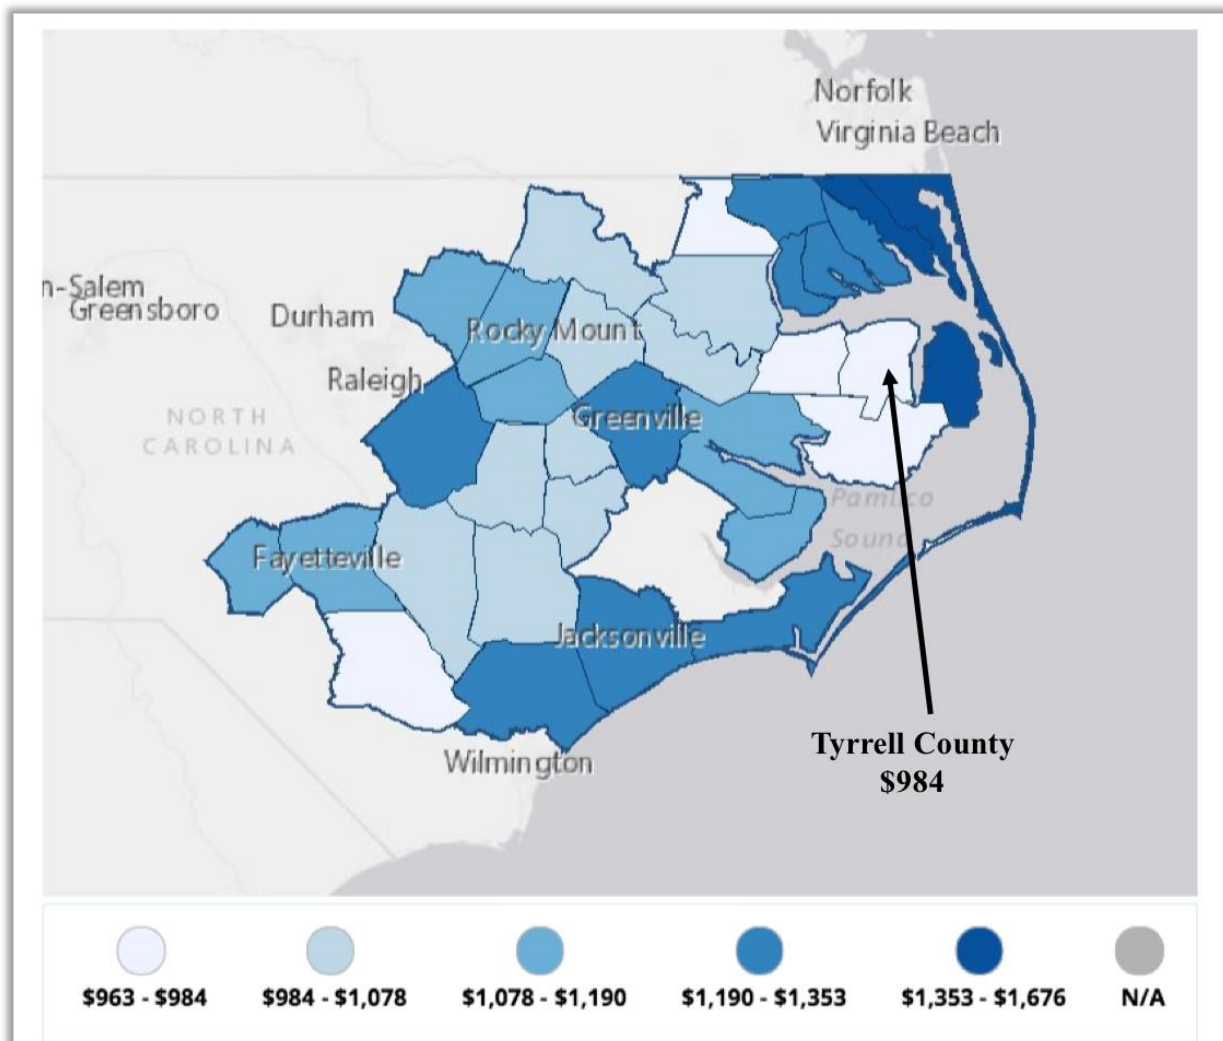 Norfolk
Virginia Beach
n-Salem
Greensboro
Durham
Rocky Mount
Raleigh
NORTH
CAROLINA
Greenville
Pamlico
Sound
Fayetteville
Jacksonville
Wilmington
Tyrrell County
$984
$963 - $984
$984 - $1,078
$1,078 - $1,190
$1,190 - $1,353
$1,353 - $1,676
N/A